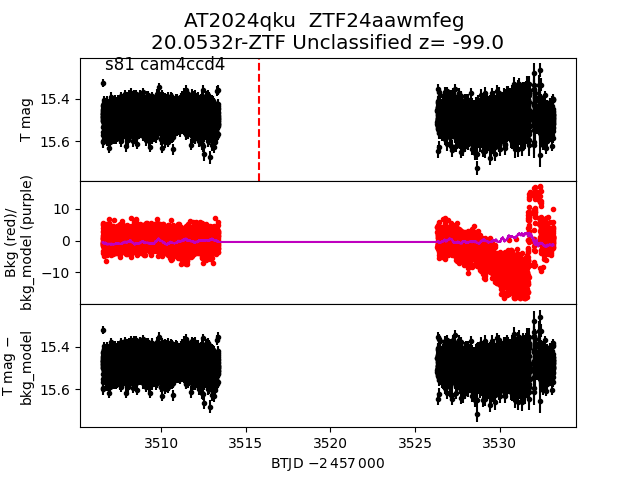 AT2024qku  ZTF24aawmfeg
20.0532r-ZTF Unclassified z= -99.0
s81 cam4ccd4
T mag
15.4
15.6
Bkg (red)/
bkg_model (purple)
10
0
−10
T mag −
bkg_model
15.4
15.6
3510
3515
3520
3525
3530
BTJD −2 457 000